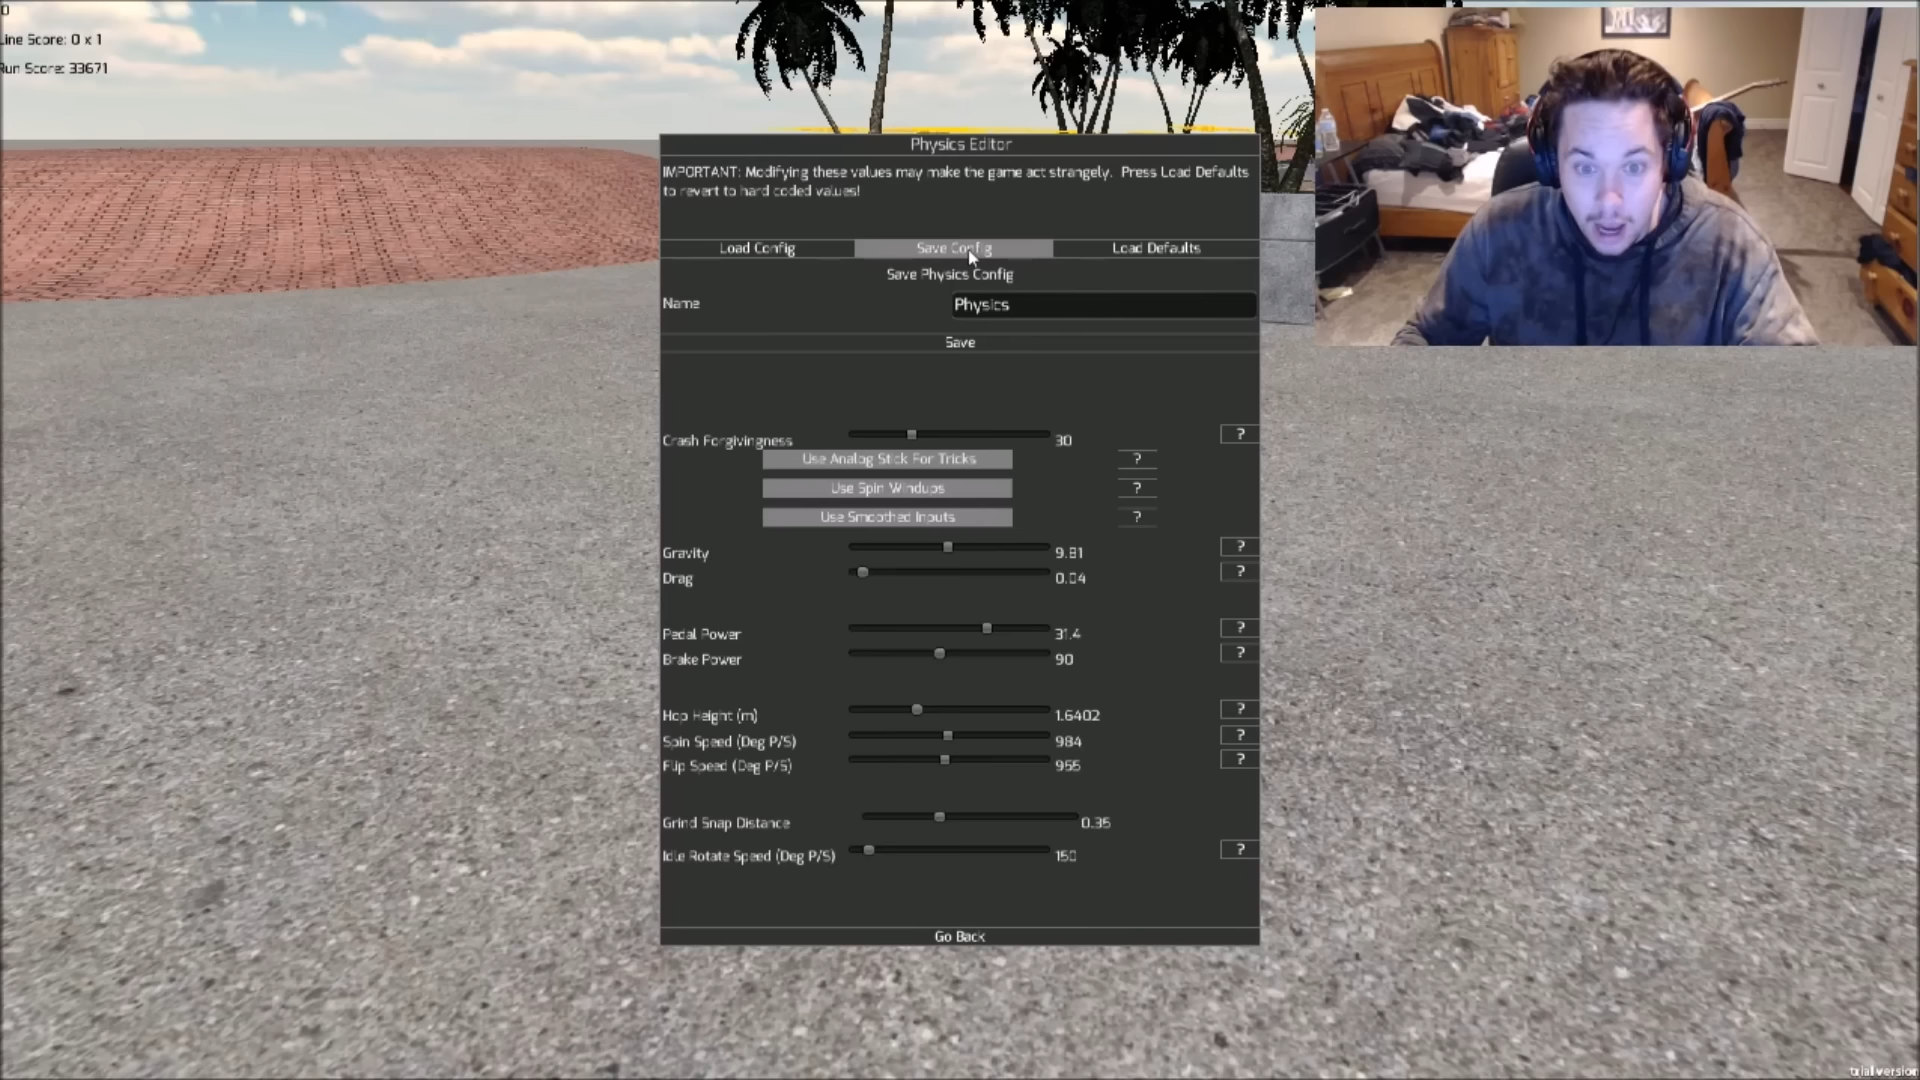 0
Line Score: 0 x 1
Run Score: 33671
Physics Editor
IMPORTANT: Modifying these values may make the game act strangely. Press Load Defaults
to revert to hard coded values!
Load Config
Save Config
Load Defaults
Save Physics Config
Name
Physics
Save
Crash Forgivingness
30
?
Use Analog Stick For Tricks
?
Use Spin Windups
?
Use Smoothed Inputs
?
Gravity
9.81
?
Drag
0.04
?
Pedal Power
31.4
?
Brake Power
90
?
Hop Height (m)
1.6402
?
Spin Speed (Deg P/S)
984
?
Flip Speed (Deg P/S)
955
?
Grind Snap Distance
0.35
Idle Rotate Speed (Deg P/S)
150
?
Go Back
trial version